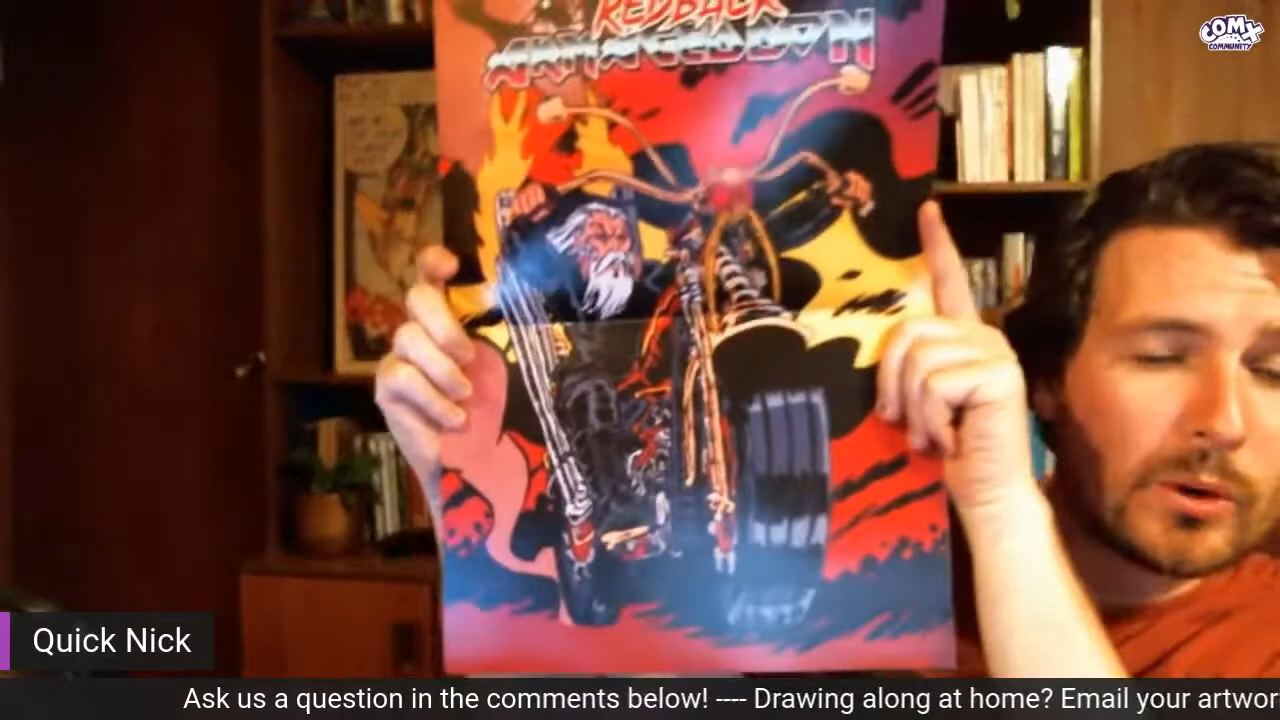 REDBACK
ARMAGEDDON
COMX
COMMUNITY
Quick Nick
Ask us a question in the comments below! ---- Drawing along at home? Email your artwor